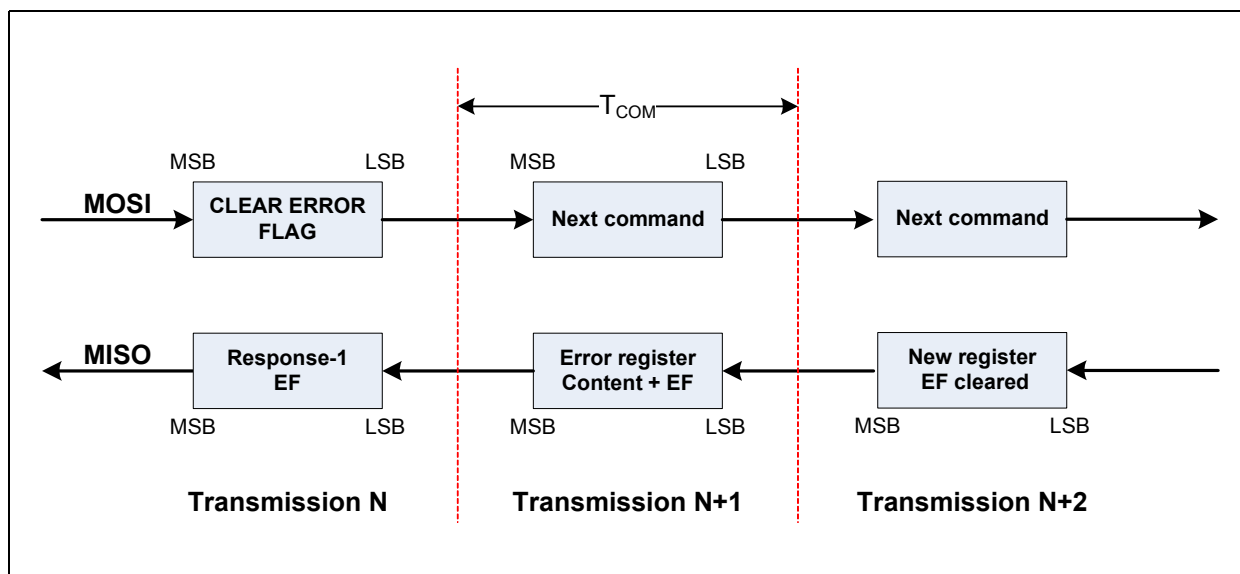 T_COM
MSB LSB MSB LSB
MOSI
CLEAR ERROR
FLAG
Next command
Next command
MISO
Response-1
EF
Error register
Content + EF
New register
EF cleared
MSB LSB MSB LSB MSB LSB
Transmission N Transmission N+1 Transmission N+2